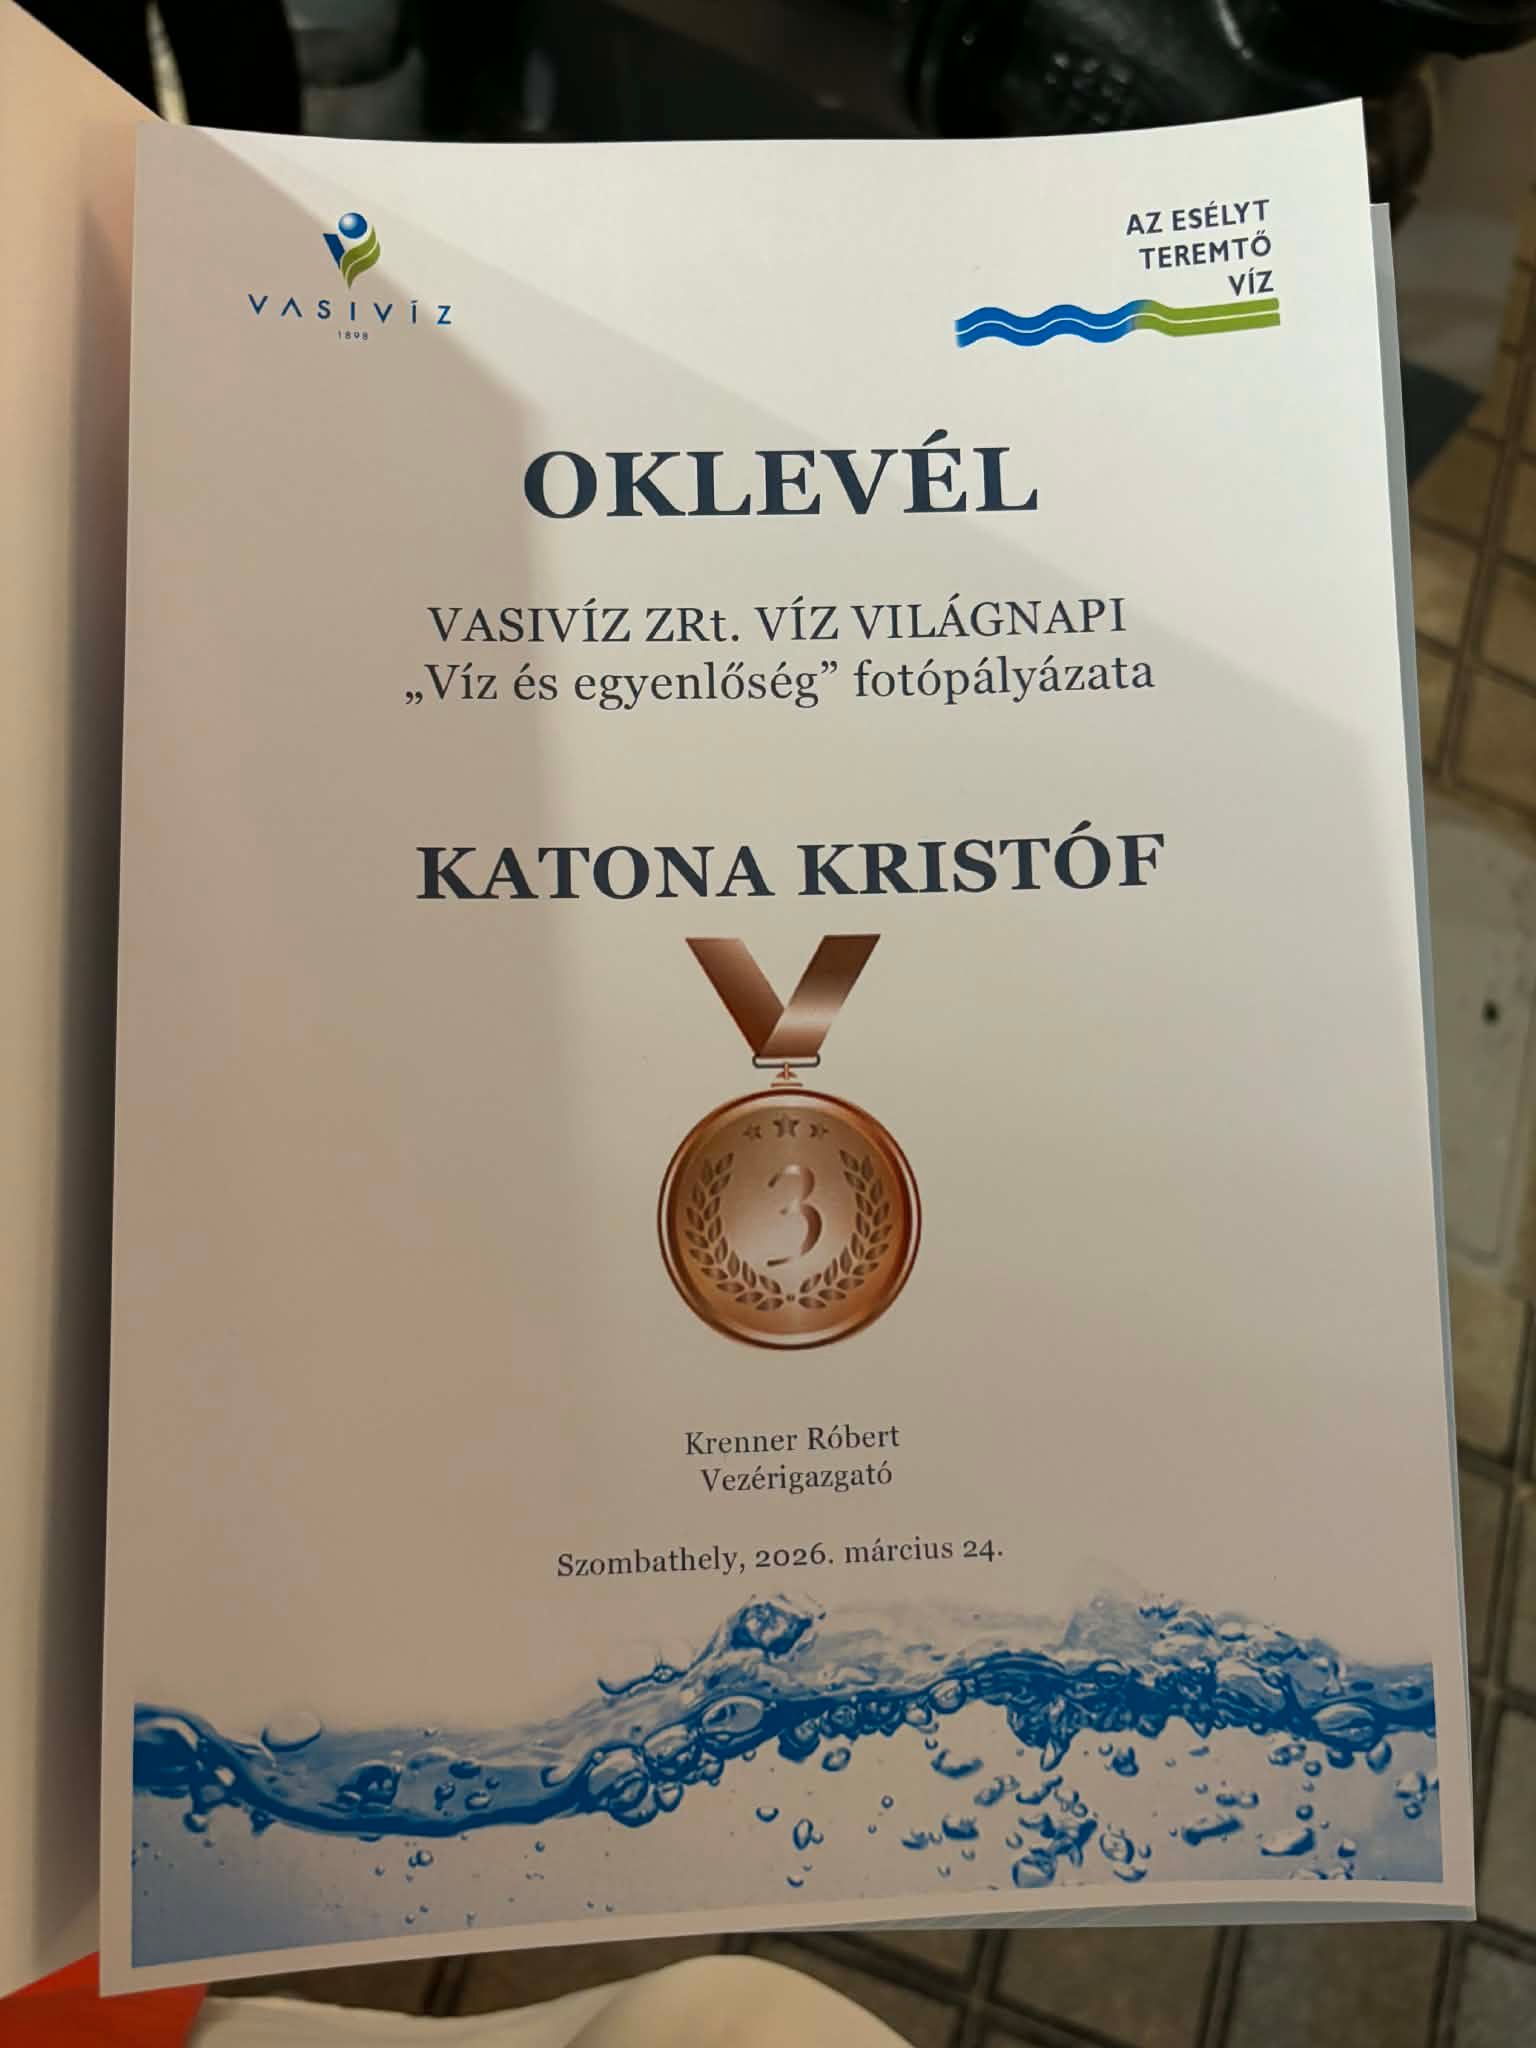 VASIVÍZ
1898
AZ ESÉLYT
TEREMTŐ
VÍZ
OKLEVÉL
VASIVÍZ ZRt. VÍZ VILÁGNAPI
„Víz és egyenlőség” fotópályázata
KATONA KRISTÓF
3
Krenner Róbert
Vezérigazgató
Szombathely, 2026. március 24.